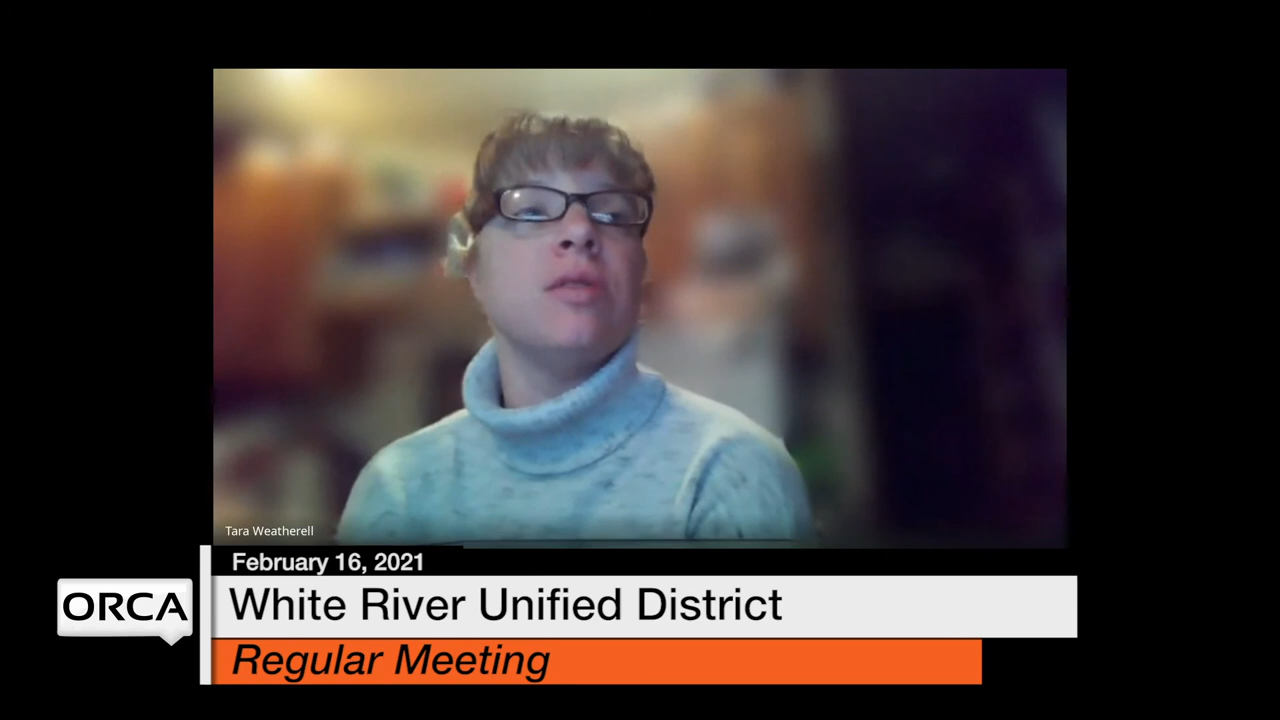 Tara Weatherell
February 16, 2021
ORCA
White River Unified District
Regular Meeting